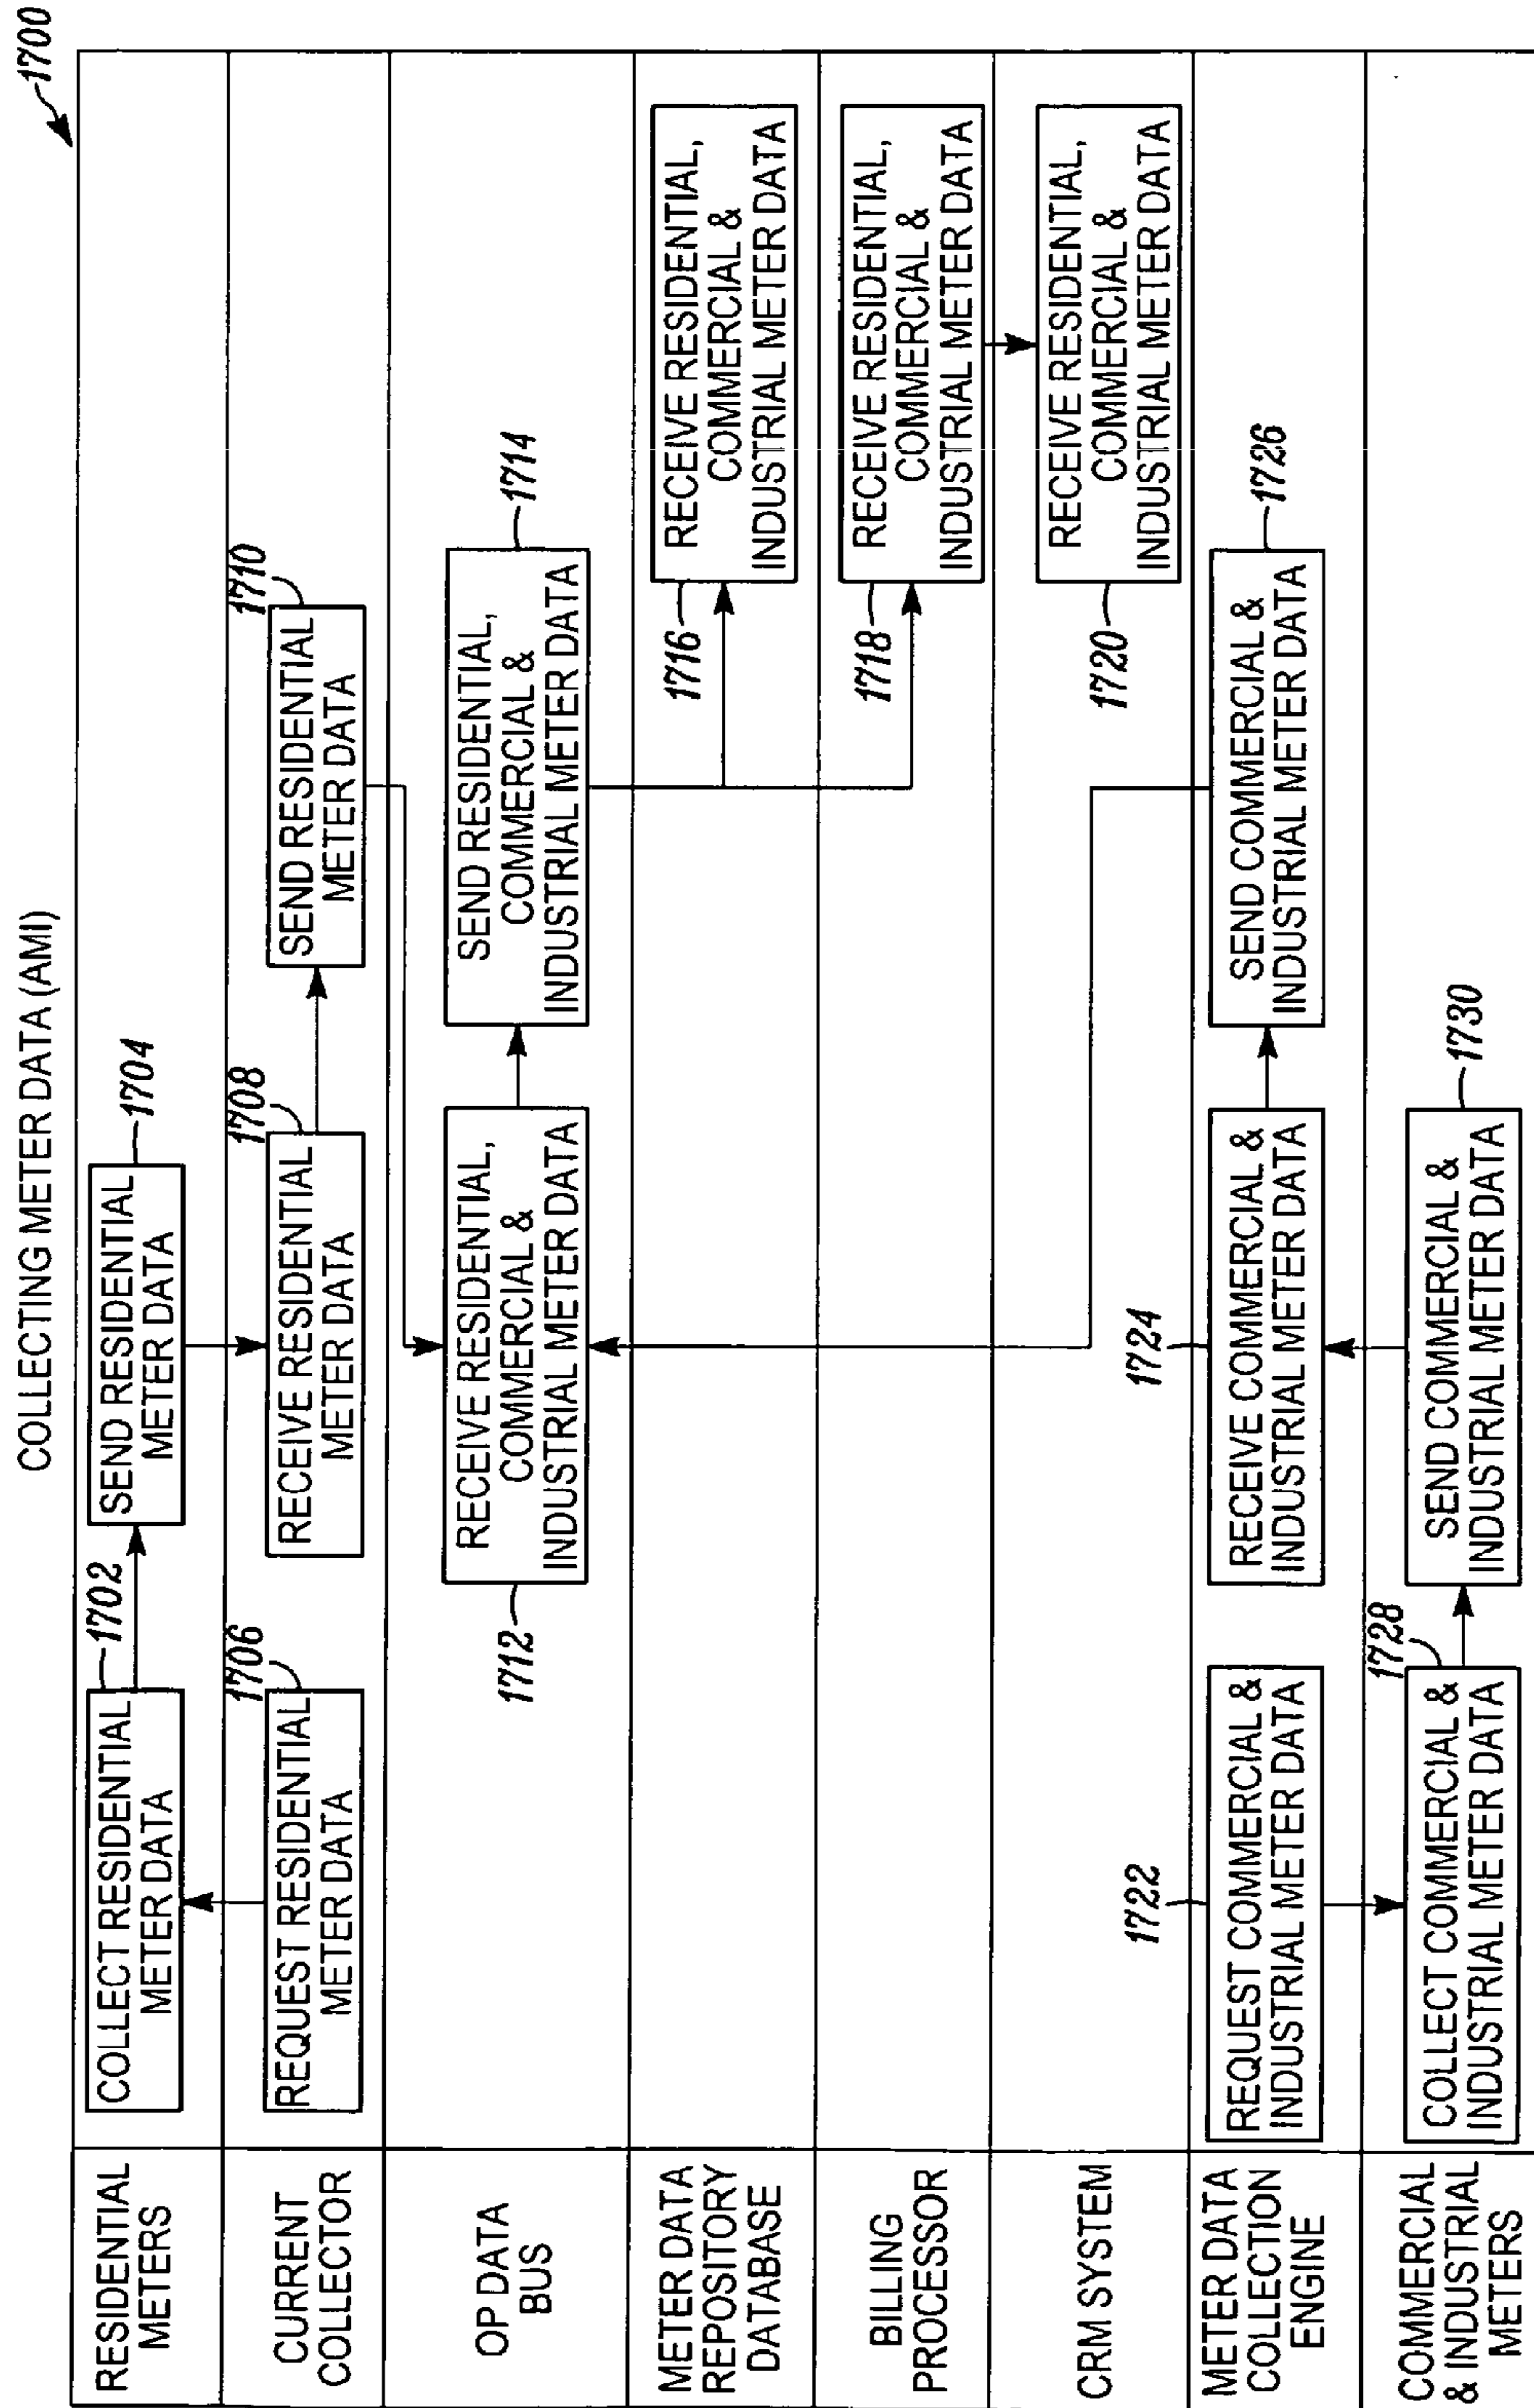 COLLECTING METER DATA (AMI)
1700
RESIDENTIAL
METERS
COLLECT RESIDENTIAL
METER DATA
1702
SEND RESIDENTIAL
METER DATA
1704
CURRENT
COLLECTOR
REQUEST RESIDENTIAL
METER DATA
1706
RECEIVE RESIDENTIAL
METER DATA
1708
SEND RESIDENTIAL
METER DATA
1710
OP DATA
BUS
RECEIVE RESIDENTIAL,
COMMERCIAL &
INDUSTRIAL METER DATA
1712
SEND RESIDENTIAL,
COMMERCIAL &
INDUSTRIAL METER DATA
1714
METER DATA
REPOSITORY
DATABASE
RECEIVE RESIDENTIAL,
COMMERCIAL &
INDUSTRIAL METER DATA
1716
BILLING
PROCESSOR
RECEIVE RESIDENTIAL,
COMMERCIAL &
INDUSTRIAL METER DATA
1718
CRM SYSTEM
RECEIVE RESIDENTIAL,
COMMERCIAL &
INDUSTRIAL METER DATA
1720
METER DATA
COLLECTION
ENGINE
REQUEST COMMERCIAL &
INDUSTRIAL METER DATA
1722
RECEIVE COMMERCIAL &
INDUSTRIAL METER DATA
1724
SEND COMMERCIAL &
INDUSTRIAL METER DATA
1726
COMMERCIAL
& INDUSTRIAL
METERS
COLLECT COMMERCIAL &
INDUSTRIAL METER DATA
1728
SEND COMMERCIAL &
INDUSTRIAL METER DATA
1730